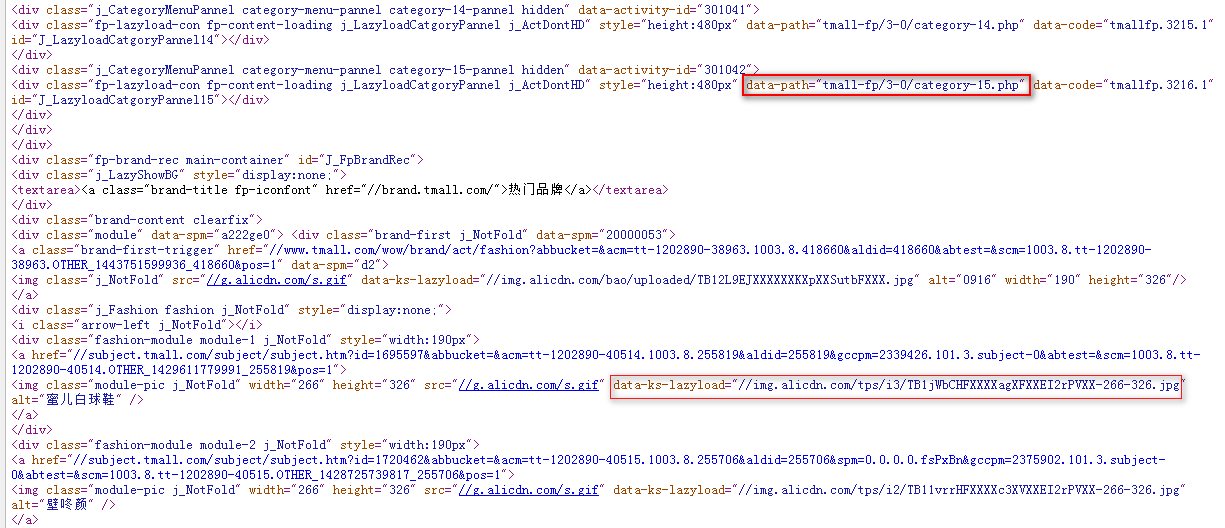 <div class="j_CategoryMenuPannel category-menu-pannel category-14-pannel hidden" data-activity-id="301041">
<div class="fp-lazyload-con fp-content-loading j_LazyloadCatgoryPannel j_ActDontHD" style="height:480px" data-path="tmall-fp/3-0/category-14.php" data-code="tmallfp.3215.1"
id="J_LazyloadCatgoryPannel14"></div>
</div>
<div class="j_CategoryMenuPannel category-menu-pannel category-15-pannel hidden" data-activity-id="301042">
<div class="fp-lazyload-con fp-content-loading j_LazyloadCatgoryPannel j_ActDontHD" style="height:480px" data-path="tmall-fp/3-0/category-15.php" data-code="tmallfp.3216.1"
id="J_LazyloadCatgoryPannel15"></div>
</div>
</div>
</div>
<div class="fp-brand-rec main-container" id="J_FpBrandRec">
<div class="j_LazyShowBG" style="display:none;">
<textarea><a class="brand-title fp-iconfont" href="//brand.tmall.com/">热门品牌</a></textarea>
</div>
<div class="brand-content clearfix">
<div class="module" data-spm="a222ge0"> <div class="brand-first j_NotFold" data-spm="20000053">
<a class="brand-first-trigger" href="//www.tmall.com/wow/brand/act/fashion?abbucket=&acm=tt-1202890-38963.1003.8.418660&aldid=418660&abtest=&scm=1003.8.tt-1202890-
38963.OTHER_1443751599936_418660&pos=1" data-spm="d2">
<img class="j_NotFold" src="//g.alicdn.com/s.gif" data-ks-lazyload="//img.alicdn.com/bao/uploaded/TB12L9EJXXXXXXKXpXXSutbFXXX.jpg" alt="0916" width="190" height="326"/>
</a>
<div class="j_Fashion fashion j_NotFold" style="display:none;">
<i class="arrow-left j_NotFold"></i>
<div class="fashion-module module-1 j_NotFold" style="width:190px">
<a href="//subject.tmall.com/subject/subject.htm?id=1695597&abbucket=&acm=tt-1202890-40514.1003.8.255819&aldid=255819&gccpm=2339426.101.3.subject-0&abtest=&scm=1003.8.tt-
1202890-40514.OTHER_1429611779991_255819&pos=1">
<img class="module-pic j_NotFold" width="266" height="326" src="//g.alicdn.com/s.gif" data-ks-lazyload="//img.alicdn.com/tps/i3/TB1jWbCHFXXXXagXFXXEI2rPVXX-266-326.jpg"
alt="蜜儿白球鞋" />
</a>
</div>
<div class="fashion-module module-2 j_NotFold" style="width:190px">
<a href="//subject.tmall.com/subject/subject.htm?id=1720462&abbucket=&acm=tt-1202890-40515.1003.8.255706&aldid=255706&spm=0.0.0.0.fsPxBn&gccpm=2375902.101.3.subject-
0&abtest=&scm=1003.8.tt-1202890-40515.OTHER_1428725739817_255706&pos=1">
<img class="module-pic j_NotFold" width="266" height="326" src="//g.alicdn.com/s.gif" data-ks-lazyload="//img.alicdn.com/tps/i2/TB11vrrHFXXXXc3XVXXEI2rPVXX-266-326.jpg"
alt="壁咚颜" />
</a>